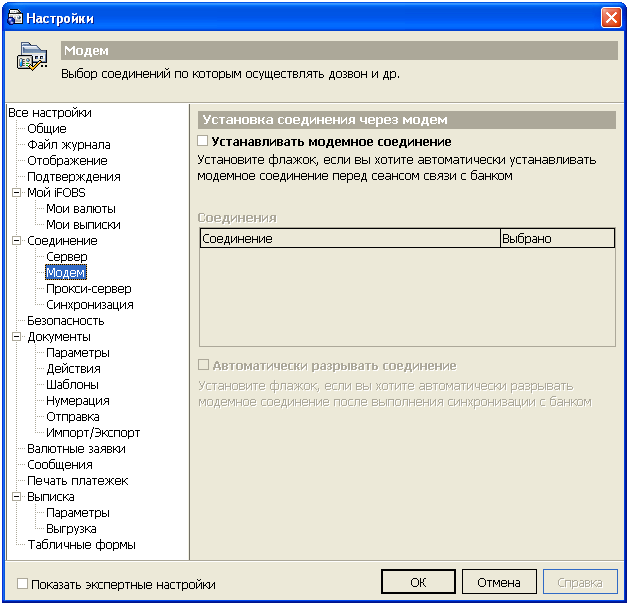 Настройки
Модем
Выбор соединений по которым осуществлять дозвон и др.
Все настройки
Общие
Файл журнала
Отображение
Подтверждения
Мой iFOBS
Мои валюты
Мои выписки
Соединение
Сервер
Модем
Прокси-сервер
Синхронизация
Безопасность
Документы
Параметры
Действия
Шаблоны
Нумерация
Отправка
Импорт/Экспорт
Валютные заявки
Сообщения
Печать платежек
Выписка
Параметры
Выгрузка
Табличные формы
Установка соединения через модем
Устанавливать модемное соединение
Установите флажок, если вы хотите автоматически устанавливать
модемное соединение перед сеансом связи с банком
Соединения
Соединение Выбрано
Автоматически разрывать соединение
Установите флажок, если вы хотите автоматически разрывать
модемное соединение после выполнения синхронизации с банком
Показать экспертные настройки
ОК Отмена Справка